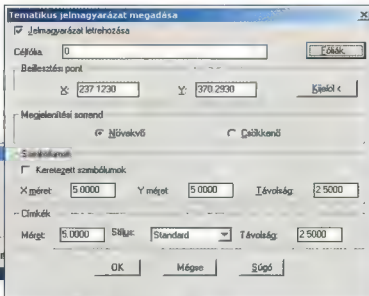 Tematikus jelmagyarázat megadása
Jelmagyarázat létrehozása
Célfólia: 0 Fóliák...
Beillesztési pont
X: 237.1230 Y: 370.2930 Kijelöl <
Megjelenítési sorrend
Növekvő Csökkenő
Szimbólumok
Keretezett szimbólumok
X méret: 5.0000 Y méret: 5.0000 Távolság: 2.5000
Címkék
Méret: 5.0000 Stílus: Standard Távolság: 2.5000
OK Mégse Súgó